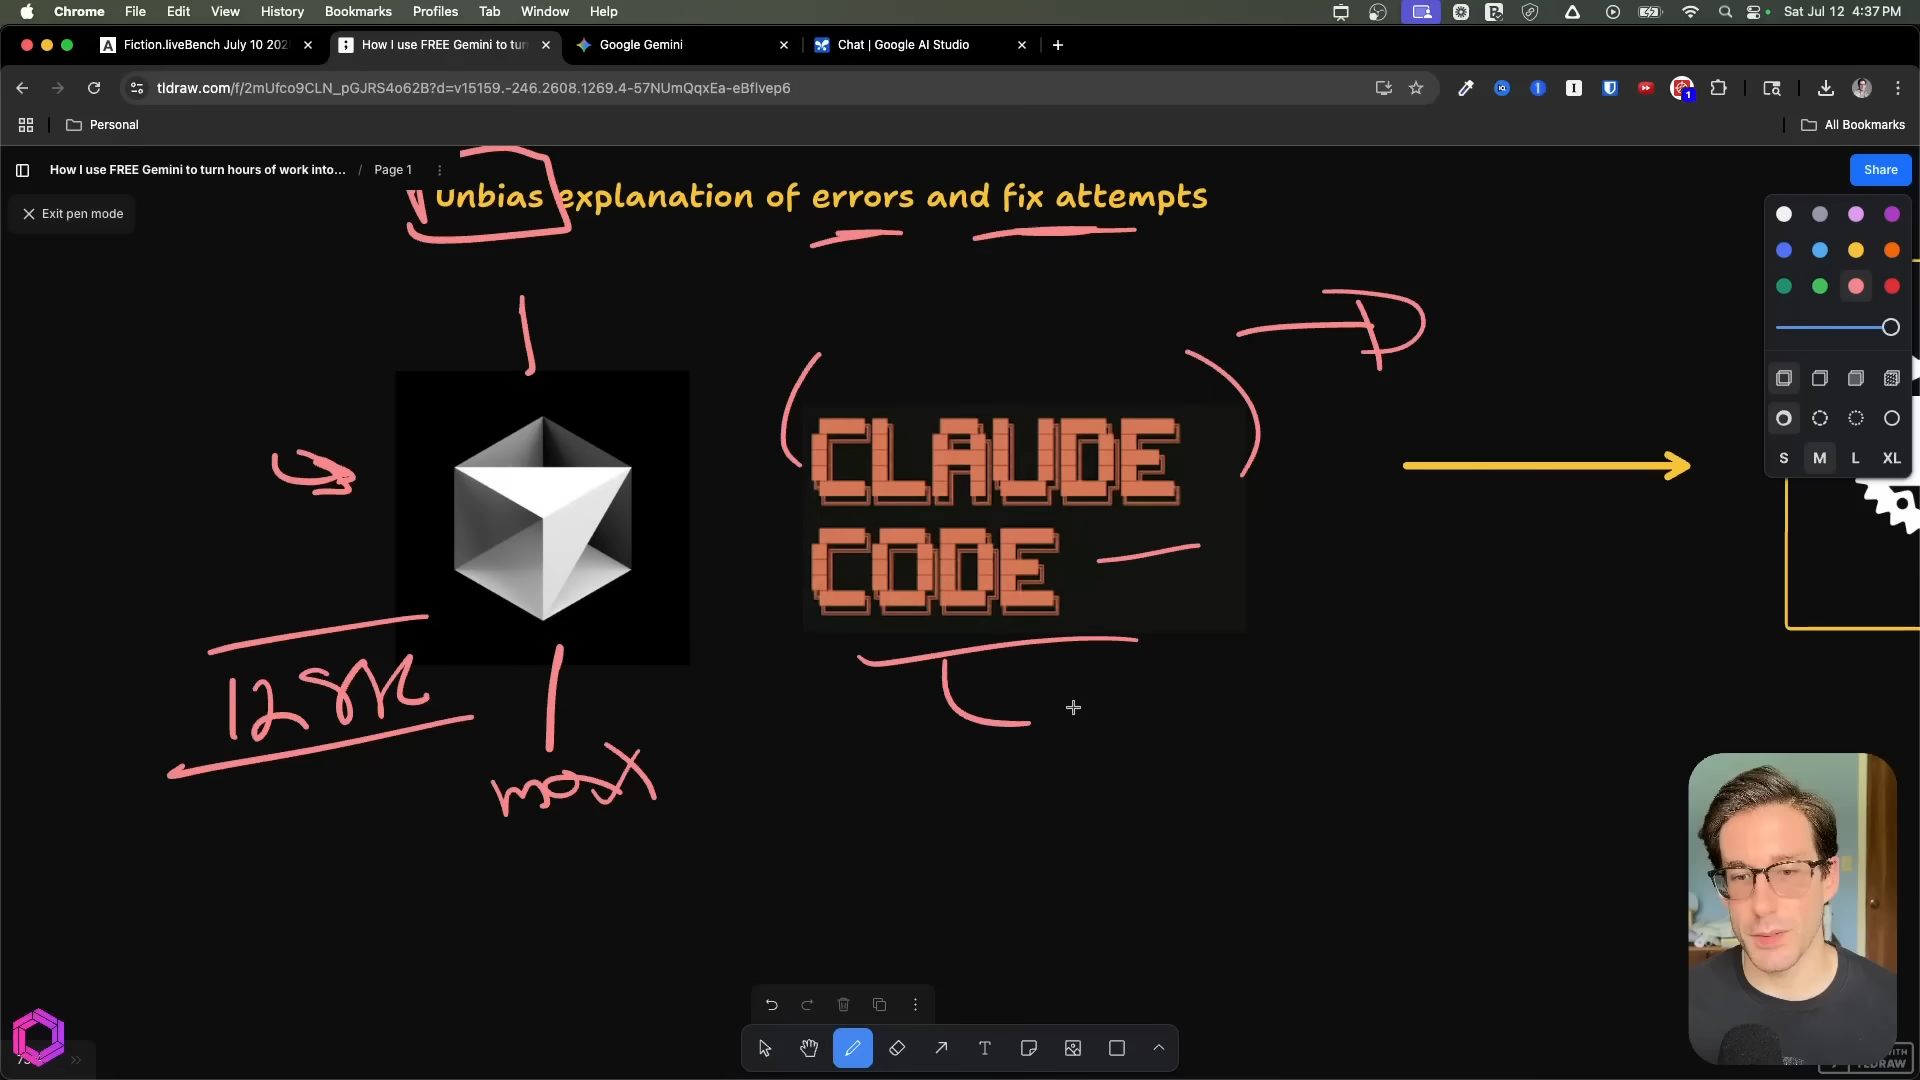 Chrome File Edit View History Bookmarks Profiles Tab Window Help Sat Jul 12 4:37 PM
Fiction.liveBench July 10 202 How I use FREE Gemini to tur Google Gemini Chat | Google AI Studio
tldraw.com/f/2mUfco9CLN_pGJRS4o62B?d=v15159.-246.2608.1269.4-57NUmQqxEa-eBflvep6
Personal All Bookmarks
How I use FREE Gemini to turn hours of work into... / Page 1 Share
Exit pen mode
unbias explanation of errors and fix attempts
CLAUDE
CODE
S M L XL
128K
max
TLDRAW